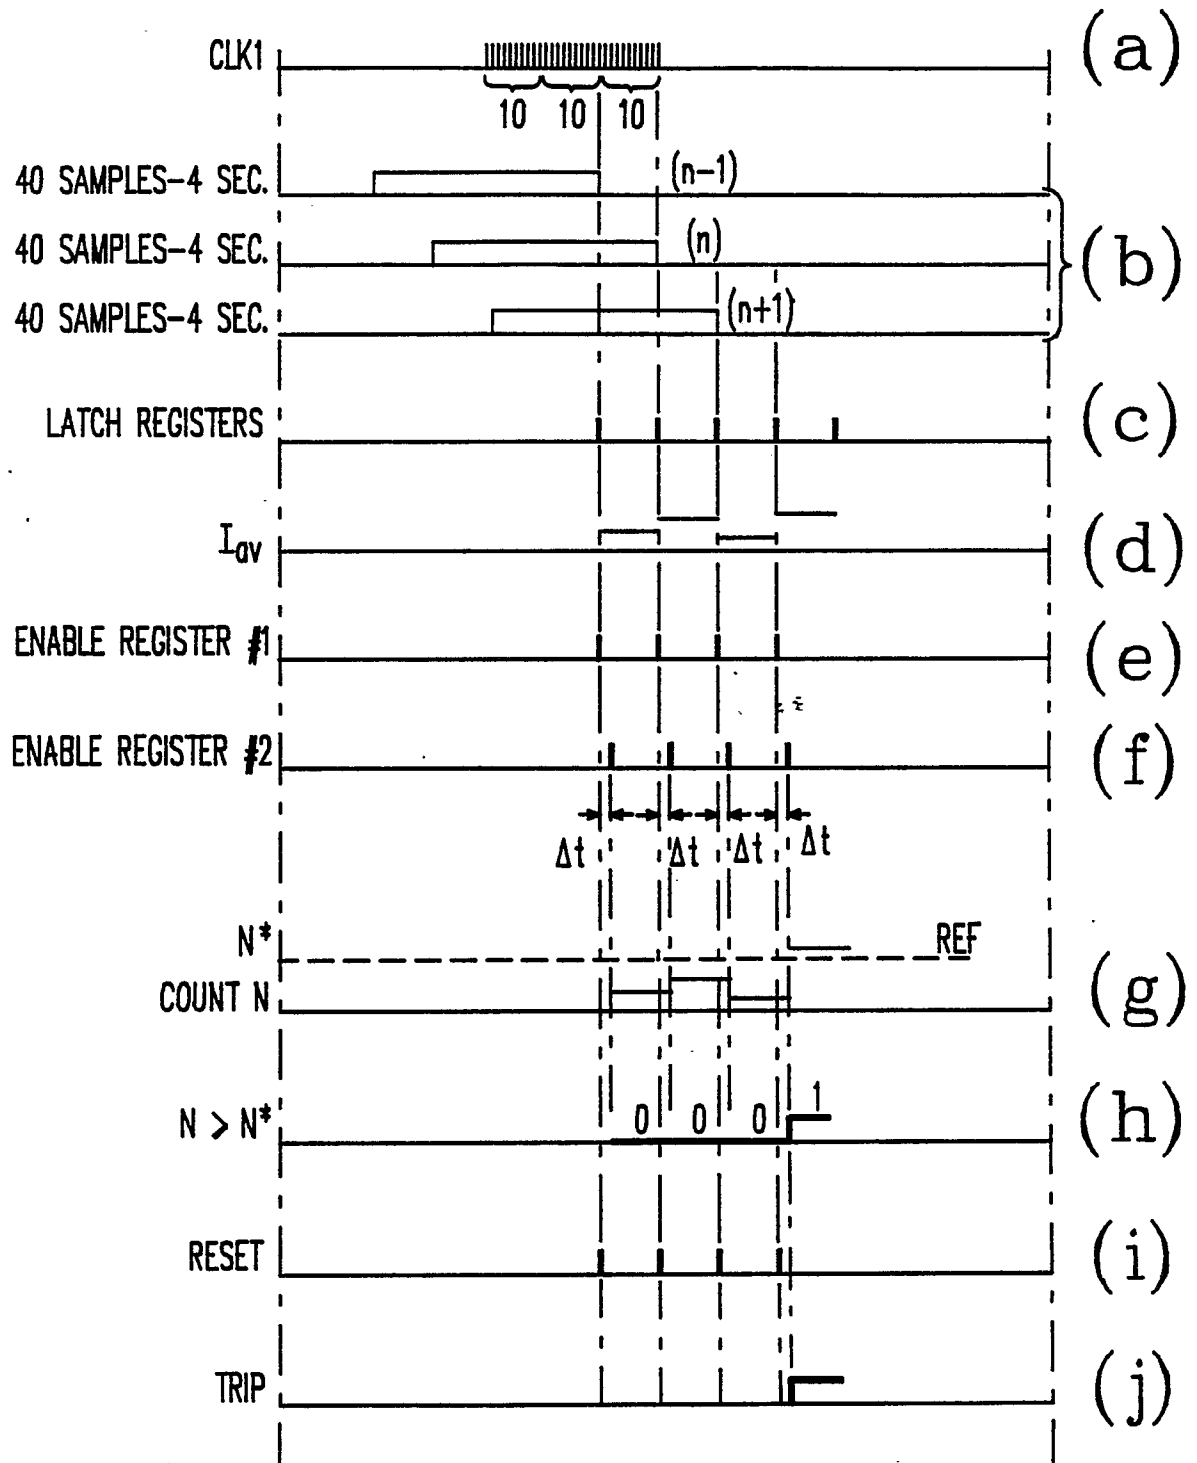 CLK1 (a)
10 10 10
40 SAMPLES-4 SEC. (n-1)
40 SAMPLES-4 SEC. (n) (b)
40 SAMPLES-4 SEC. (n+1)
LATCH REGISTERS (c)
Iav (d)
ENABLE REGISTER #1 (e)
ENABLE REGISTER #2 (f)
Δt Δt Δt Δt
N* REF
COUNT N (g)
N > N* 0 0 0 1 (h)
RESET (i)
TRIP (j)